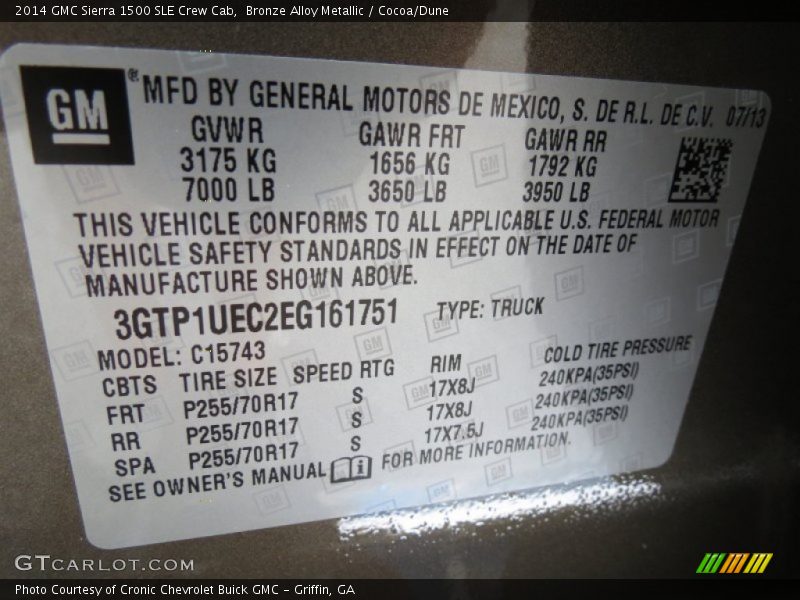 2014 GMC Sierra 1500 SLE Crew Cab, Bronze Alloy Metallic / Cocoa/Dune
GM
® MFD BY GENERAL MOTORS DE MEXICO, S. DE R.L. DE C.V. 07/13
GVWR GAWR FRT GAWR RR
3175 KG 1656 KG 1792 KG
7000 LB 3650 LB 3950 LB
THIS VEHICLE CONFORMS TO ALL APPLICABLE U.S. FEDERAL MOTOR
VEHICLE SAFETY STANDARDS IN EFFECT ON THE DATE OF
MANUFACTURE SHOWN ABOVE.
3GTP1UEC2EG161751 TYPE: TRUCK
MODEL: C15743
CBTS TIRE SIZE SPEED RTG RIM COLD TIRE PRESSURE
FRT P255/70R17 S 17X8J 240KPA(35PSI)
RR P255/70R17 S 17X8J 240KPA(35PSI)
SPA P255/70R17 S 17X7.5J 240KPA(35PSI)
SEE OWNER'S MANUAL FOR MORE INFORMATION.
GTCARLOT.COM
Photo Courtesy of Cronic Chevrolet Buick GMC – Griffin, GA